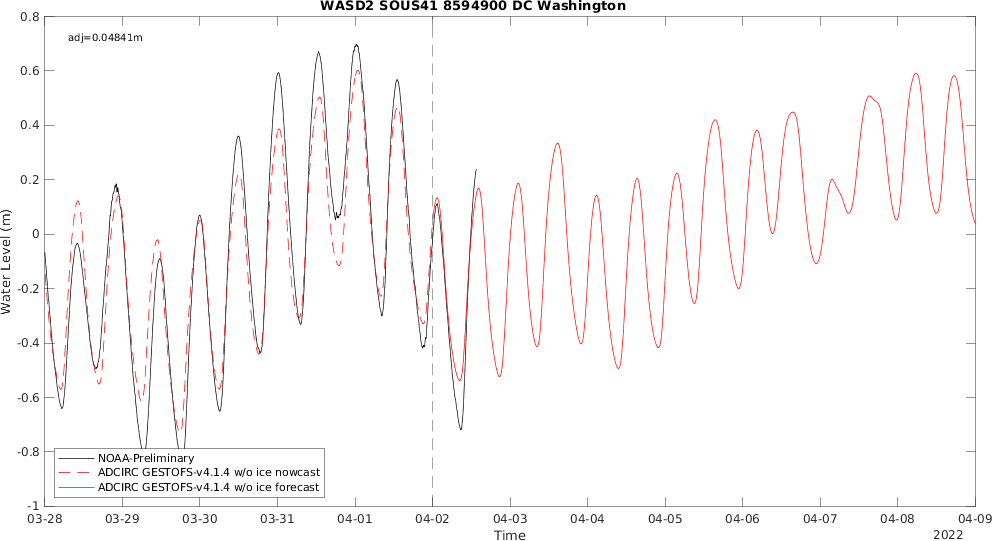 WASD2 SOUS41 8594900 DC Washington
adj=0.04841m
0.8
0.6
0.4
0.2
0
-0.2
-0.4
-0.6
-0.8
-1
Water Level (m)
NOAA-Preliminary
ADCIRC GESTOFS-v4.1.4 w/o ice nowcast
ADCIRC GESTOFS-v4.1.4 w/o ice forecast
03-28 03-29 03-30 03-31 04-01 04-02 04-03 04-04 04-05 04-06 04-07 04-08 04-09
Time
2022